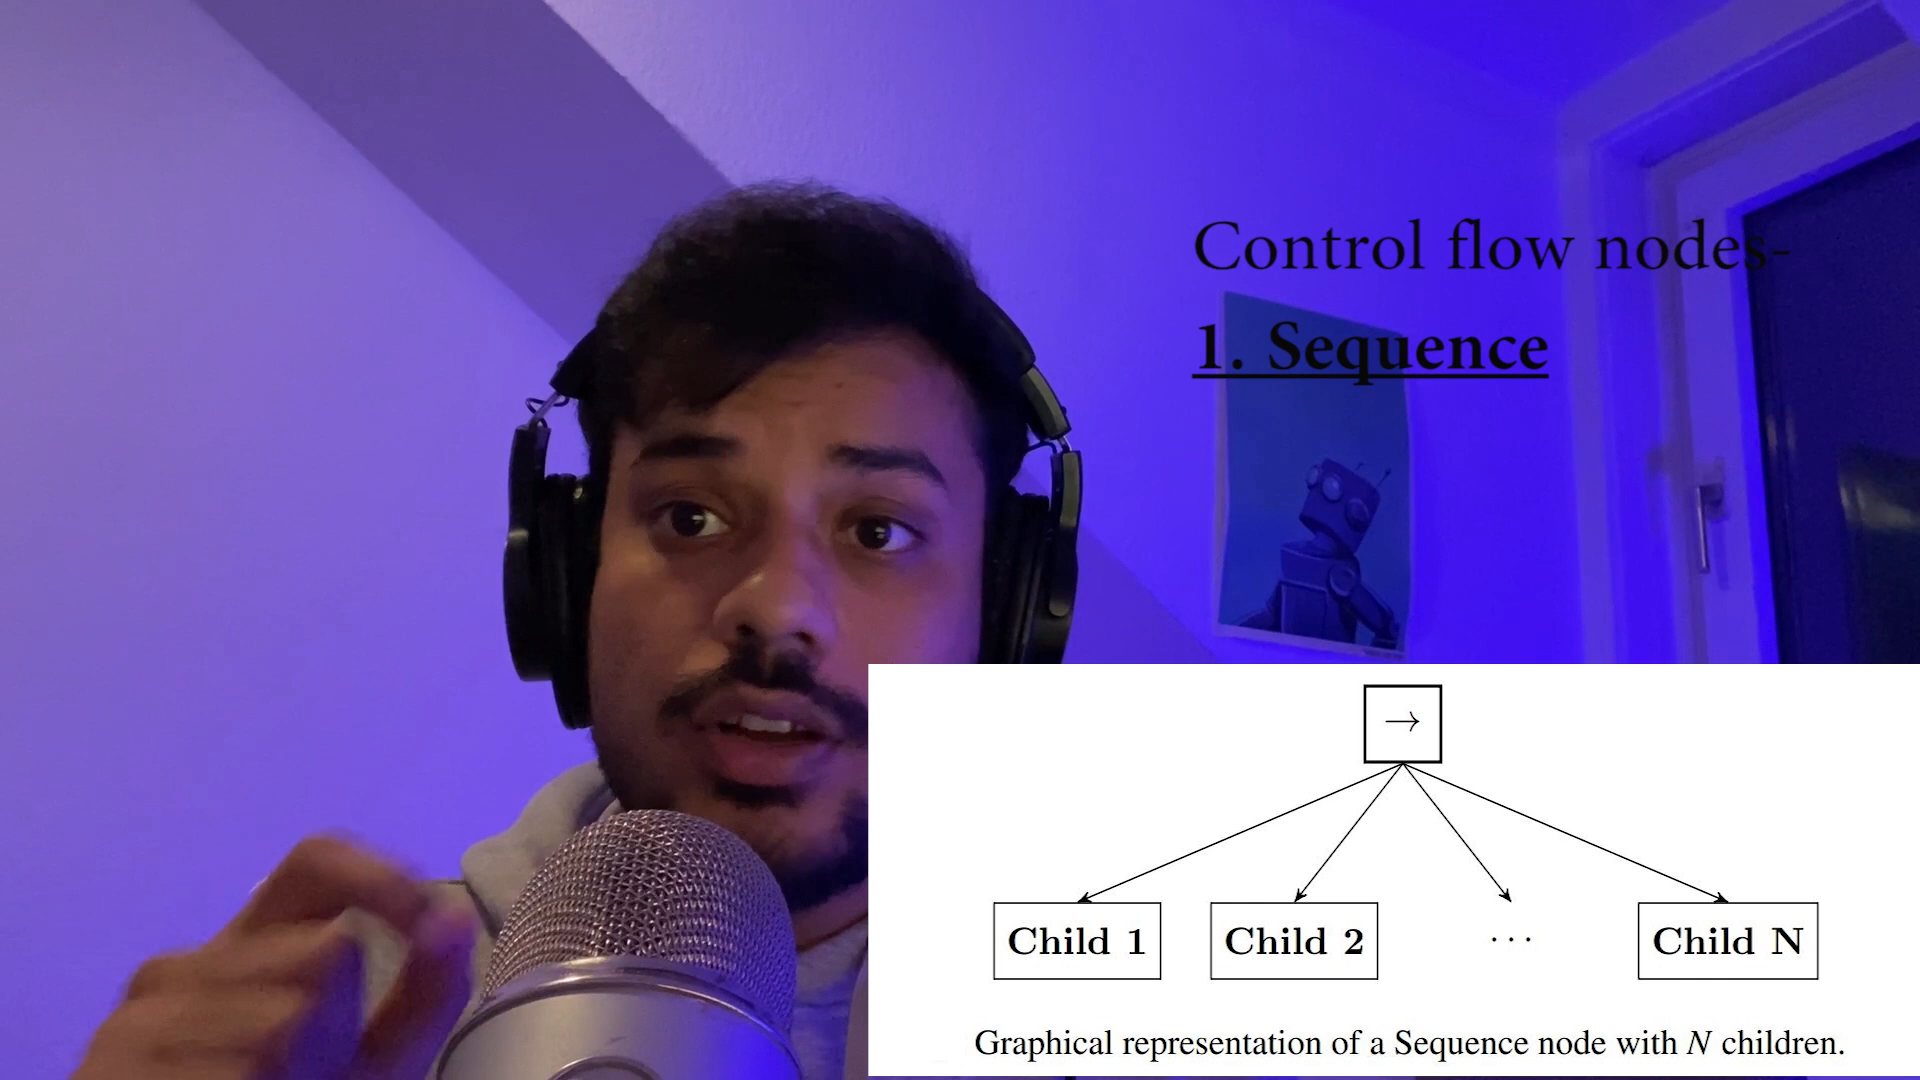 Control flow nodes-
1. Sequence
→
Child 1 Child 2 ... Child N
Graphical representation of a Sequence node with N children.